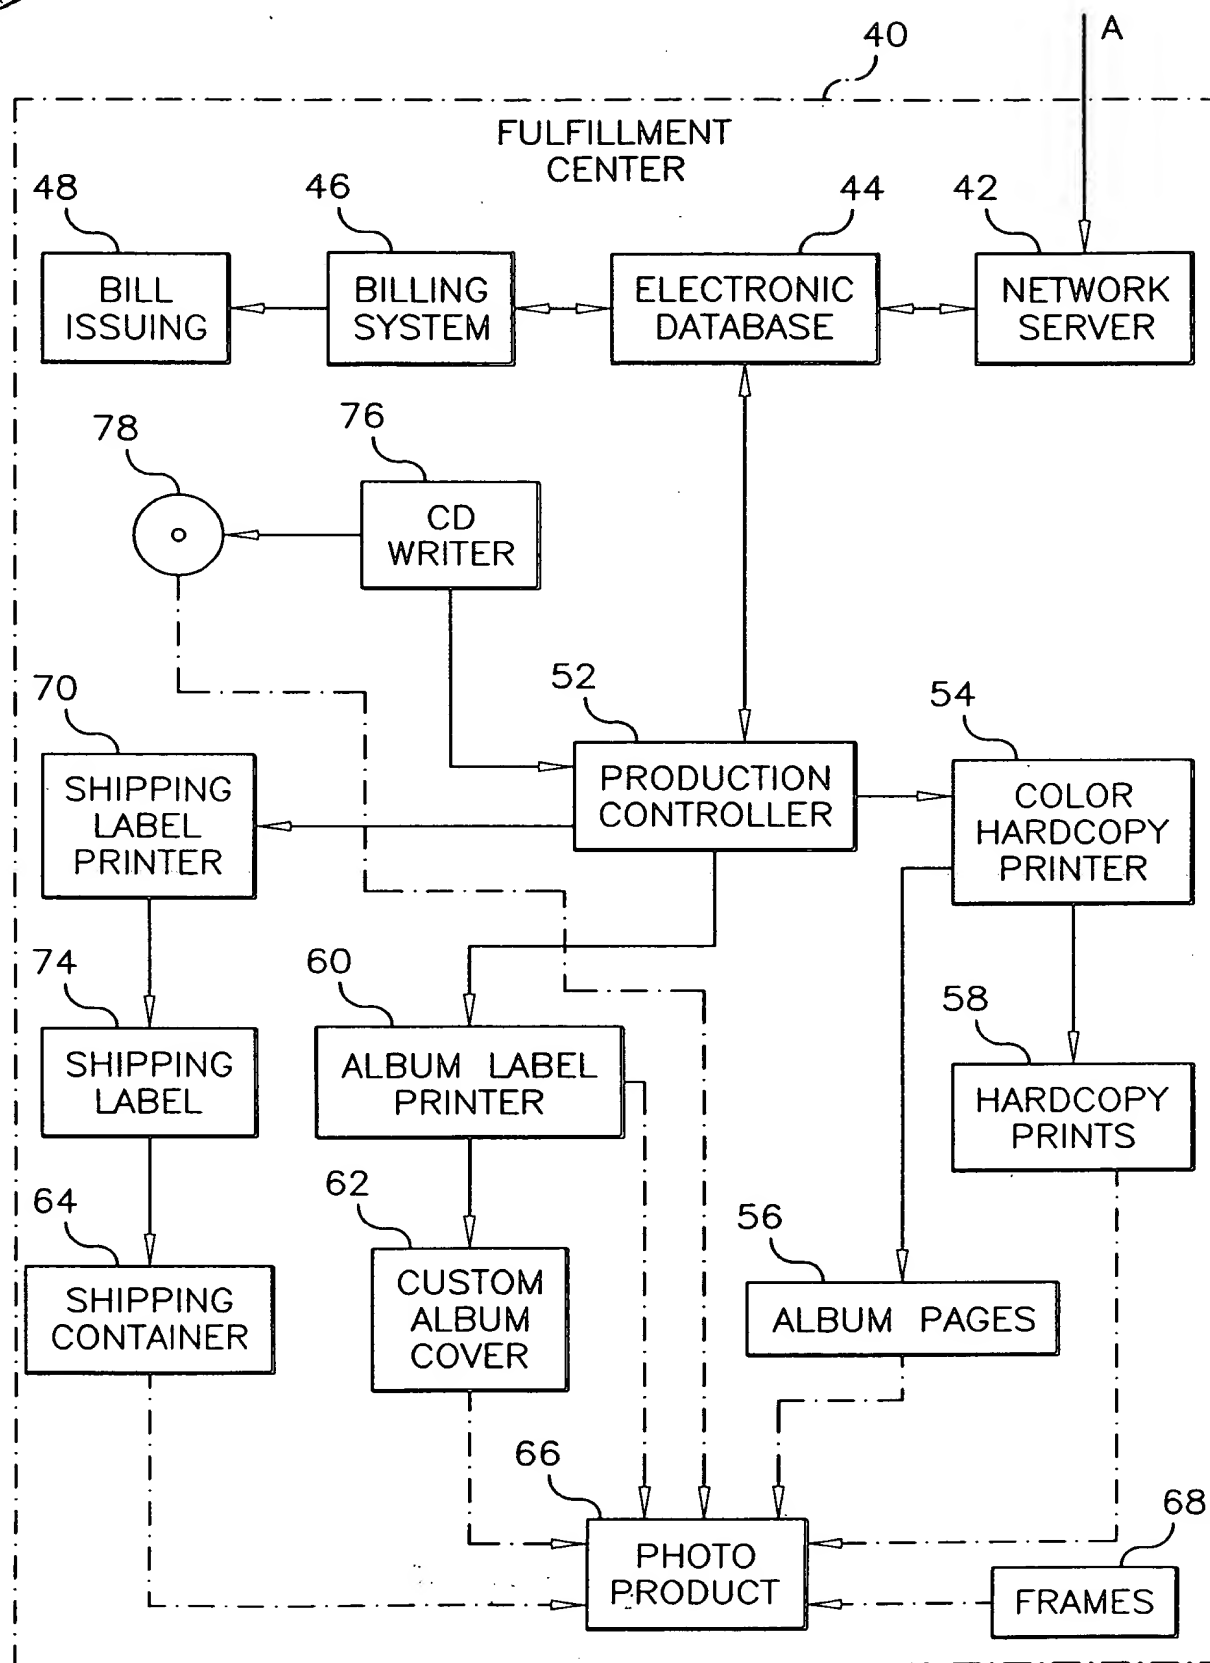 A
40
FULFILLMENT
CENTER
48
46
44
42
BILL
ISSUING
BILLING
SYSTEM
ELECTRONIC
DATABASE
NETWORK
SERVER
78
76
CD
WRITER
70
52
54
SHIPPING
LABEL
PRINTER
PRODUCTION
CONTROLLER
COLOR
HARDCOPY
PRINTER
74
60
58
SHIPPING
LABEL
ALBUM LABEL
PRINTER
HARDCOPY
PRINTS
64
62
56
SHIPPING
CONTAINER
CUSTOM
ALBUM
COVER
ALBUM PAGES
66
68
PHOTO
PRODUCT
FRAMES